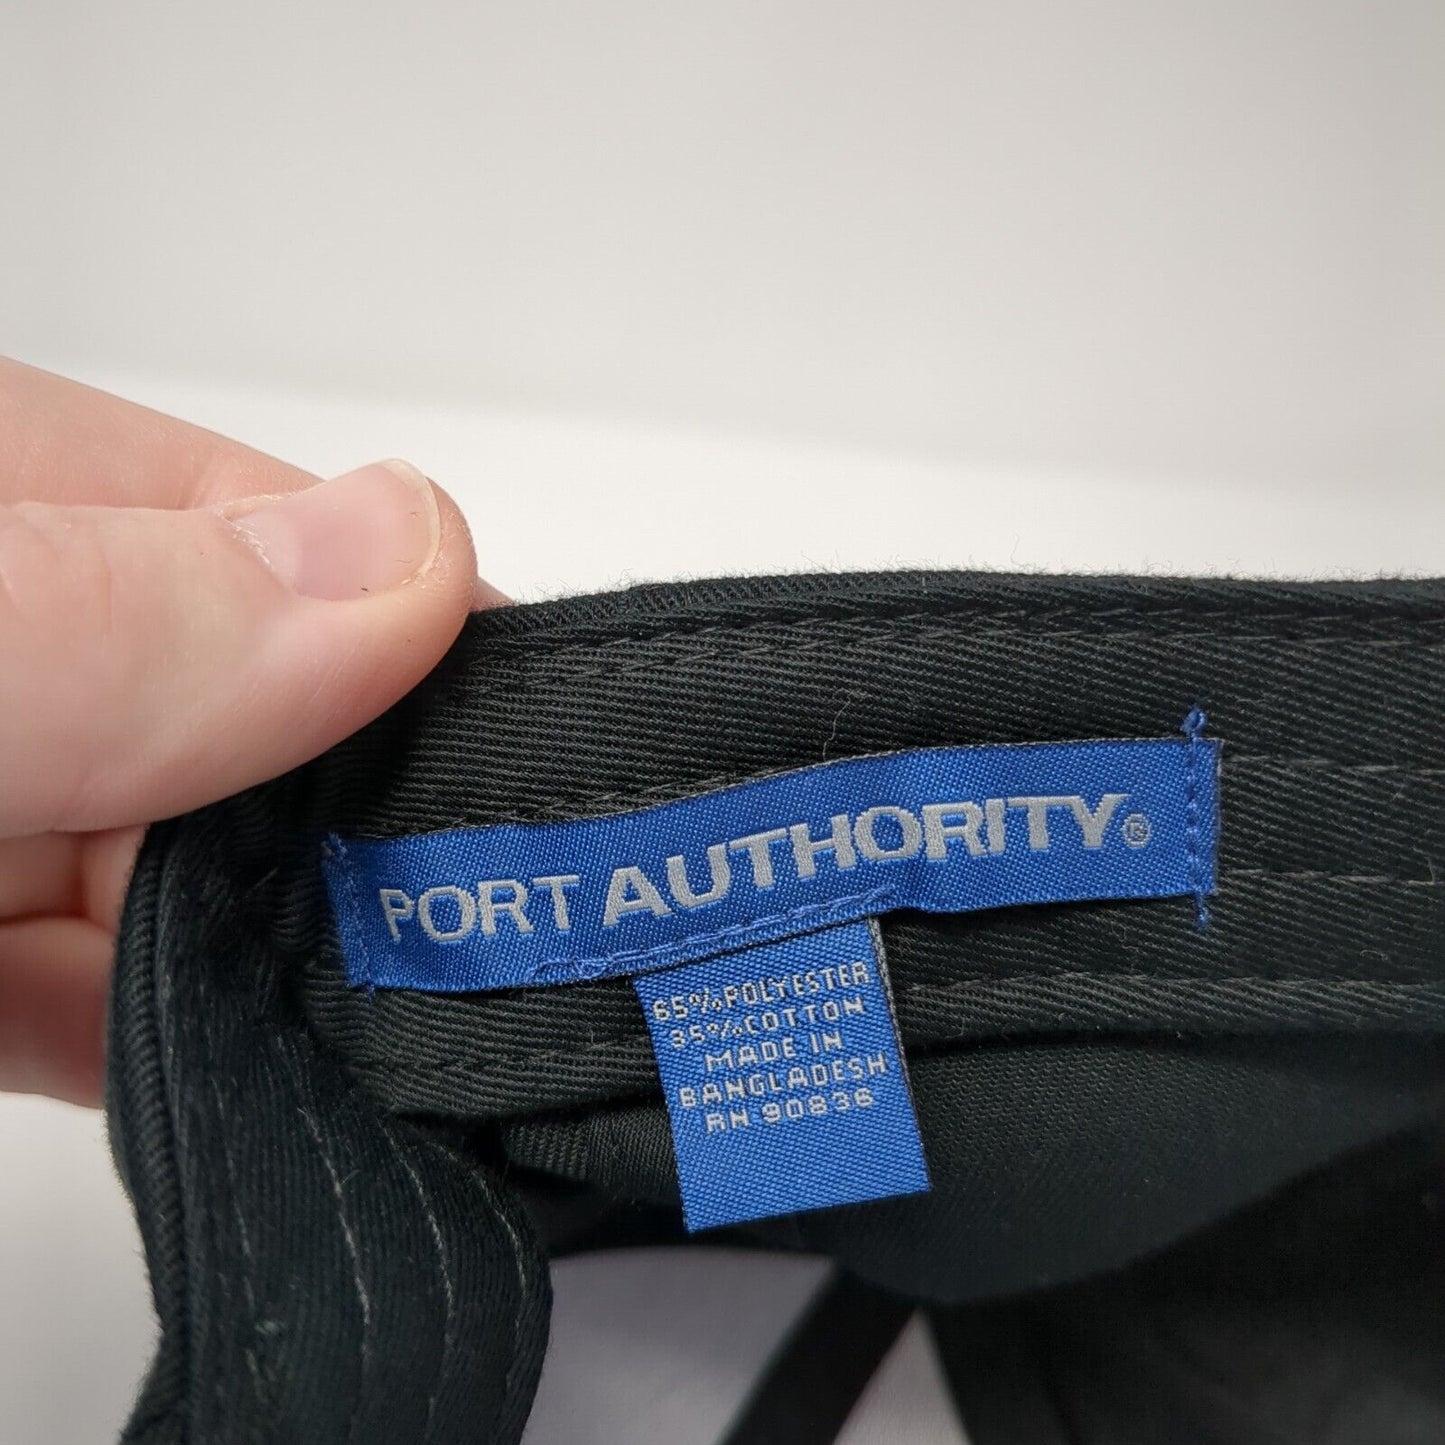 PORT AUTHORITY®
65% POLYESTER
35% COTTON
MADE IN
BANGLADESH
RN 90836